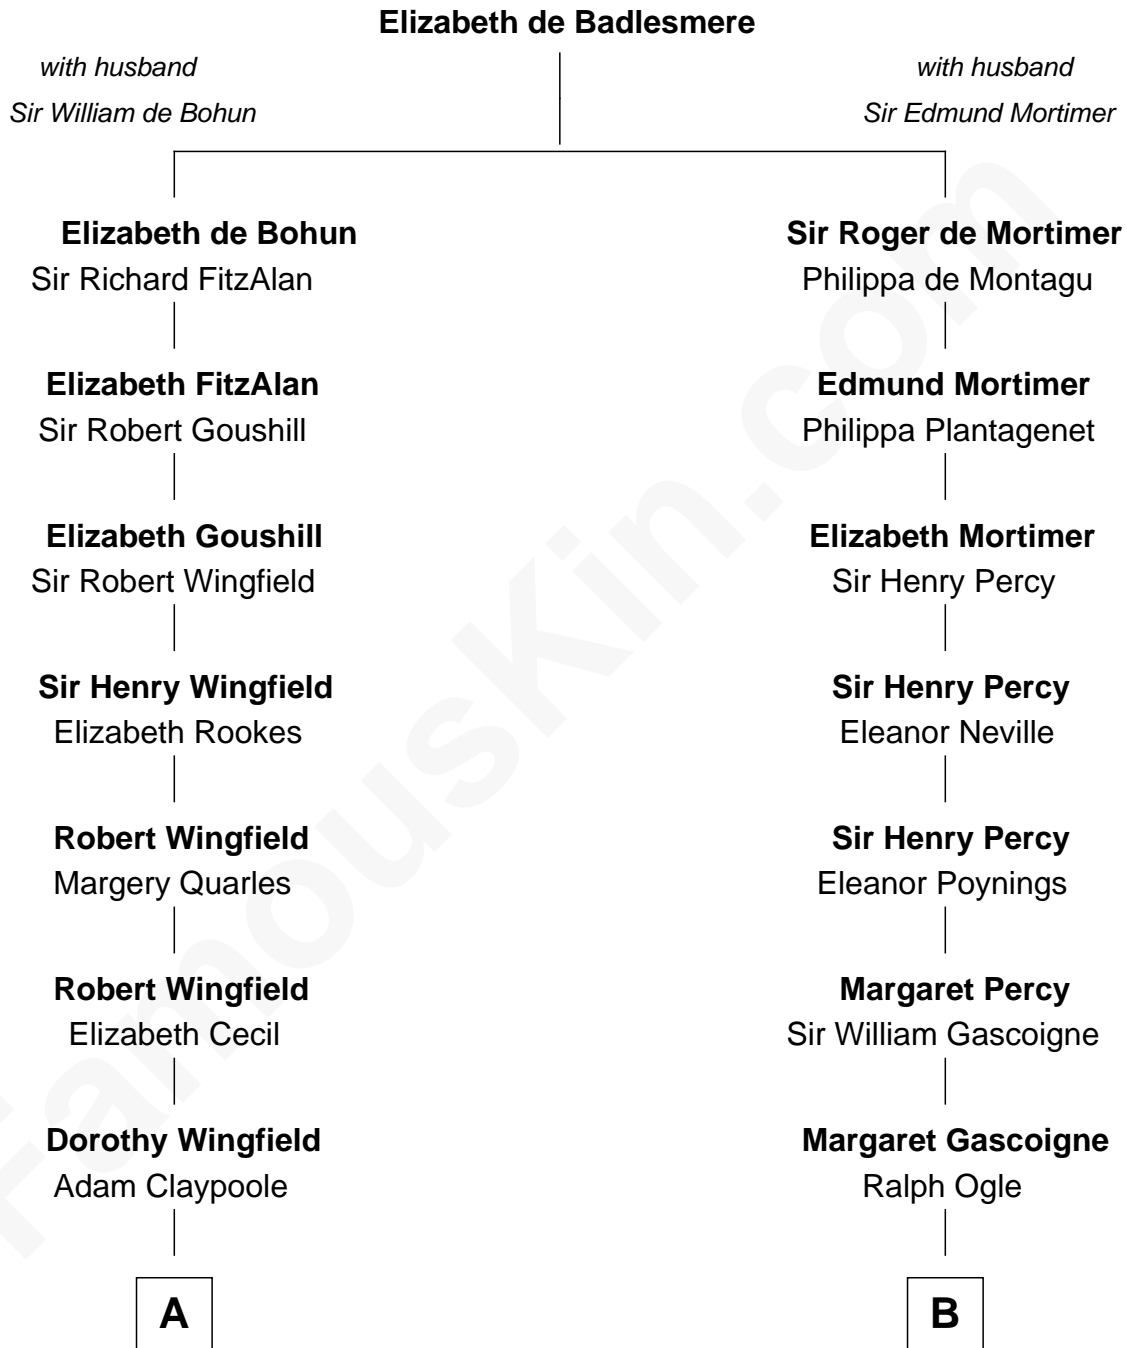 Elizabeth de Badlesmere
with husband
Sir William de Bohun
with husband
Sir Edmund Mortimer
Elizabeth de Bohun
Sir Richard FitzAlan
Sir Roger de Mortimer
Philippa de Montagu
Elizabeth FitzAlan
Sir Robert Goushill
Edmund Mortimer
Philippa Plantagenet
Elizabeth Goushill
Sir Robert Wingfield
Elizabeth Mortimer
Sir Henry Percy
Sir Henry Wingfield
Elizabeth Rookes
Sir Henry Percy
Eleanor Neville
Robert Wingfield
Margery Quarles
Sir Henry Percy
Eleanor Poynings
Robert Wingfield
Elizabeth Cecil
Margaret Percy
Sir William Gascoigne
Dorothy Wingfield
Adam Claypoole
Margaret Gascoigne
Ralph Ogle
A
B
FamousKin.com